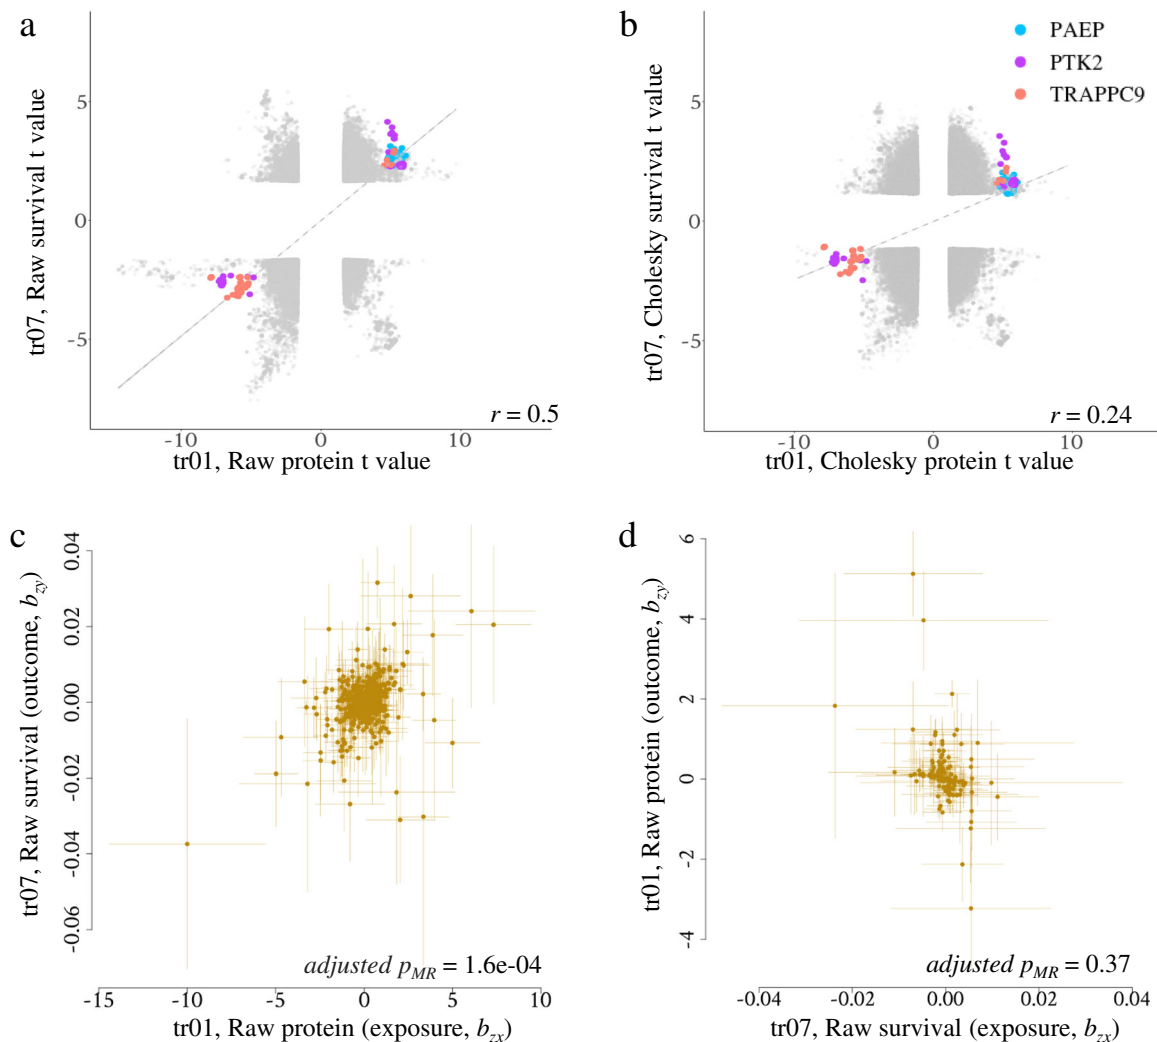 a
tr07, Raw survival t value
5
0
-5
r = 0.5
-10
0
10
tr01, Raw protein t value
b
PAEP
PTK2
TRAPPC9
tr07, Cholesky survival t value
5
0
-5
r = 0.24
-10
0
10
tr01, Cholesky protein t value
c
tr07, Raw survival (outcome, bzy)
0.04
0.02
0.00
-0.02
-0.04
-0.06
adjusted pMR = 1.6e-04
-15
-10
-5
0
5
10
tr01, Raw protein (exposure, bzx)
d
tr01, Raw protein (outcome, bzy)
6
4
2
0
-2
-4
adjusted pMR = 0.37
-0.04
-0.02
0.00
0.02
0.04
tr07, Raw survival (exposure, bzx)